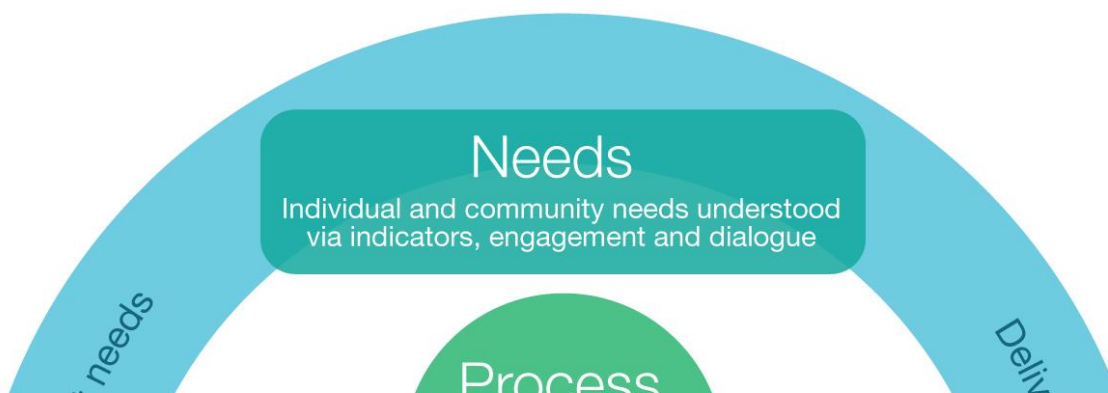 Needs
Individual and community needs understood
via indicators, engagement and dialogue
needs
Process